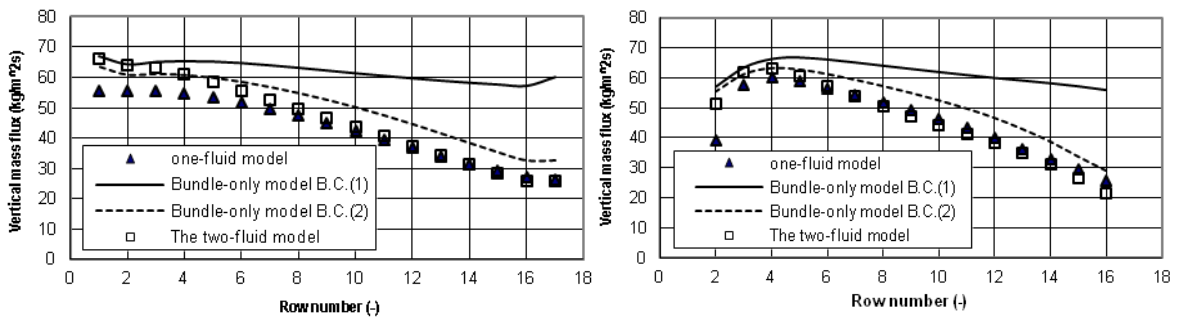 Vertical mass flux (kg/m^2s)
80
70
60
50
40
30
20
10
0
one-fluid model
Bundle-only model B.C.(1)
Bundle-only model B.C.(2)
The two-fluid model
0 2 4 6 8 10 12 14 16 18
Row number (-)
Vertical mass flux (kg/m^2s)
80
70
60
50
40
30
20
10
0
one-fluid model
Bundle-only model B.C.(1)
Bundle-only model B.C.(2)
The two-fluid model
0 2 4 6 8 10 12 14 16 18
Row number (-)